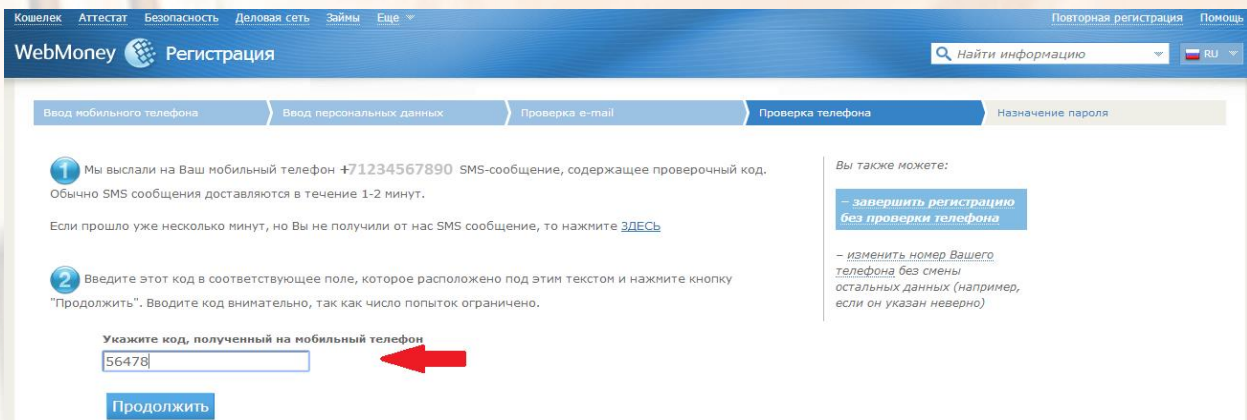 Кошелек Аттестат Безопасность Деловая сеть Займы Еще Повторная регистрация Помощь
WebMoney Регистрация Найти информацию RU
Ввод мобильного телефона Ввод персональных данных Проверка e-mail Проверка телефона Назначение пароля
1 Мы выслали на Ваш мобильный телефон +71234567890 SMS-сообщение, содержащее проверочный код.
Обычно SMS сообщения доставляются в течение 1-2 минут.
Если прошло уже несколько минут, но Вы не получили от нас SMS сообщение, то нажмите ЗДЕСЬ
2 Введите этот код в соответствующее поле, которое расположено под этим текстом и нажмите кнопку
"Продолжить". Вводите код внимательно, так как число попыток ограничено.
Укажите код, полученный на мобильный телефон
56478
Продолжить
Вы также можете:
– завершить регистрацию
без проверки телефона
– изменить номер Вашего
телефона без смены
остальных данных (например,
если он указан неверно)